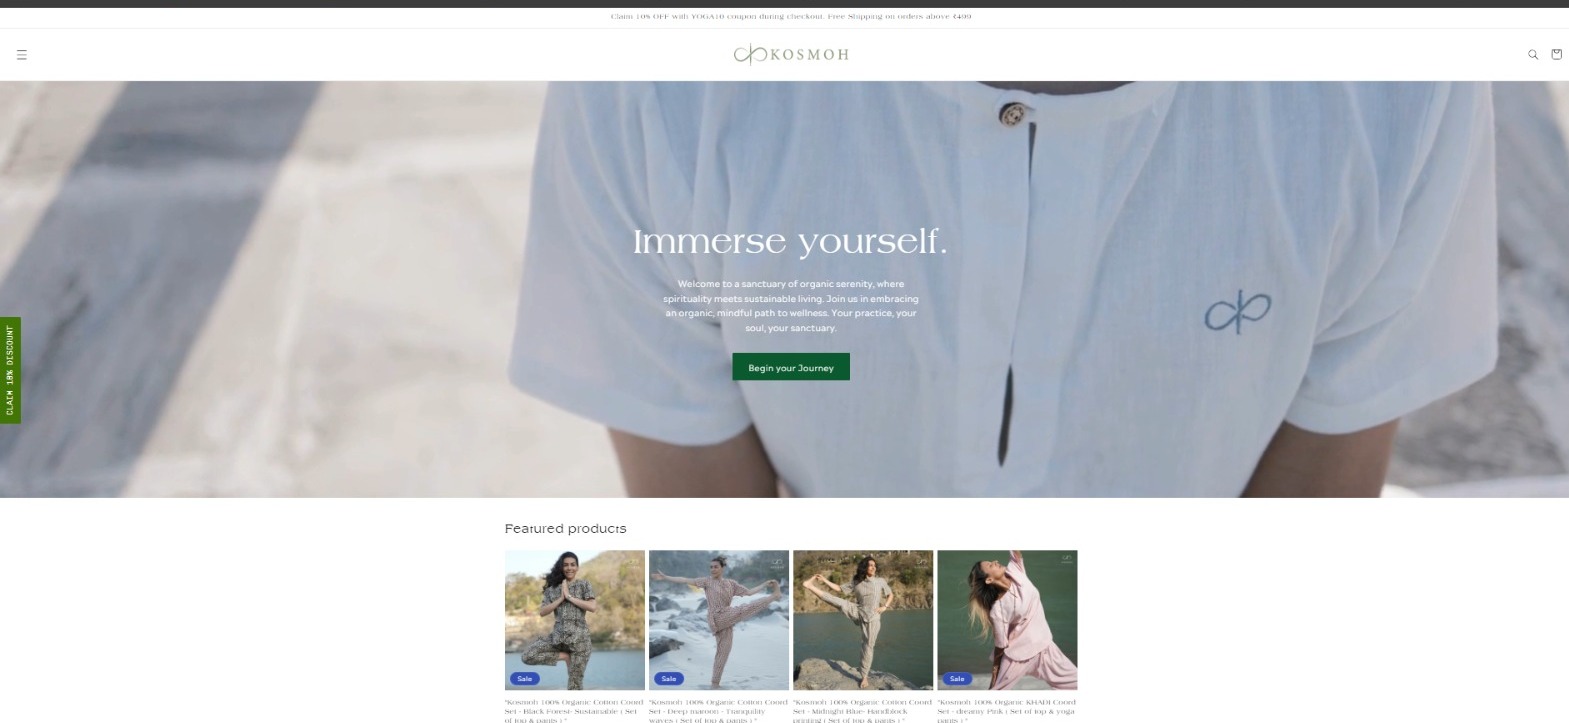 Claim 10% OFF with YOGA10 coupon during checkout. Free Shipping on orders above ₹499
KOSMOH
Immerse yourself.
Welcome to a sanctuary of organic serenity, where
spirituality meets sustainable living. Join us in embracing
an organic, mindful path to wellness. Your practice, your
soul, your sanctuary.
Begin your Journey
CLAIM 10% DISCOUNT
Featured products
Sale
Sale
Sale
"Kosmoh 100% Organic Cotton Coord
Set - Black Forest- Sustainable ( Set
of top & pants ) "
"Kosmoh 100% Organic Cotton Coord
Set - Deep maroon - Tranquility
waves ( Set of top & pants ) "
"Kosmoh 100% Organic Cotton Coord
Set - Midnight Blue- Handblock
printing ( Set of top & pants ) "
"Kosmoh 100% Organic KHADI Coord
Set - dreamy Pink ( Set of top & yoga
pants ) "